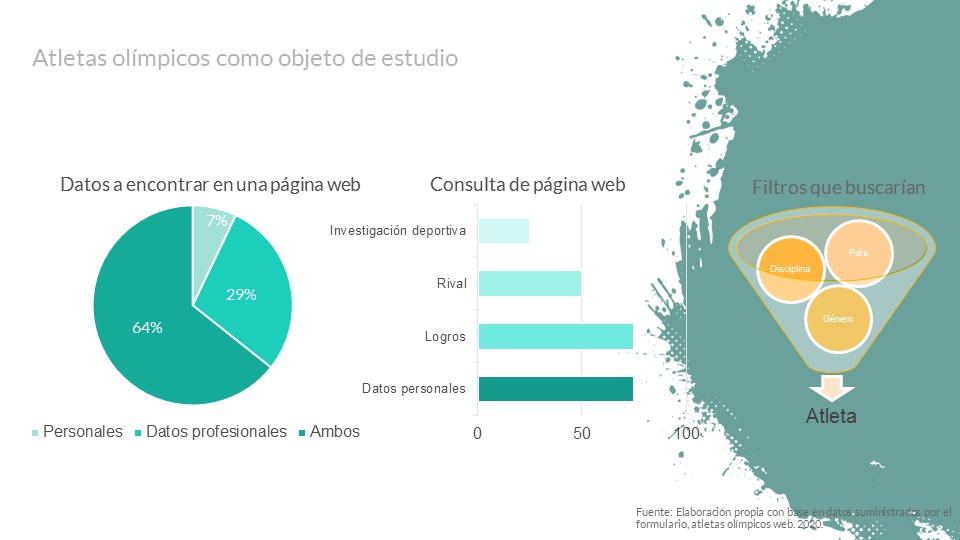 Atletas olímpicos como objeto de estudio
Datos a encontrar en una página web
7%
29%
64%
Personales
Datos profesionales
Ambos
Consulta de página web
Investigación deportiva
Rival
Logros
Datos personales
0
50
100
Filtros que buscarían
País
Disciplina
Género
Atleta
Fuente: Elaboración propia con base en datos suministrados por el
formulario, atletas olímpicos web. 2020.